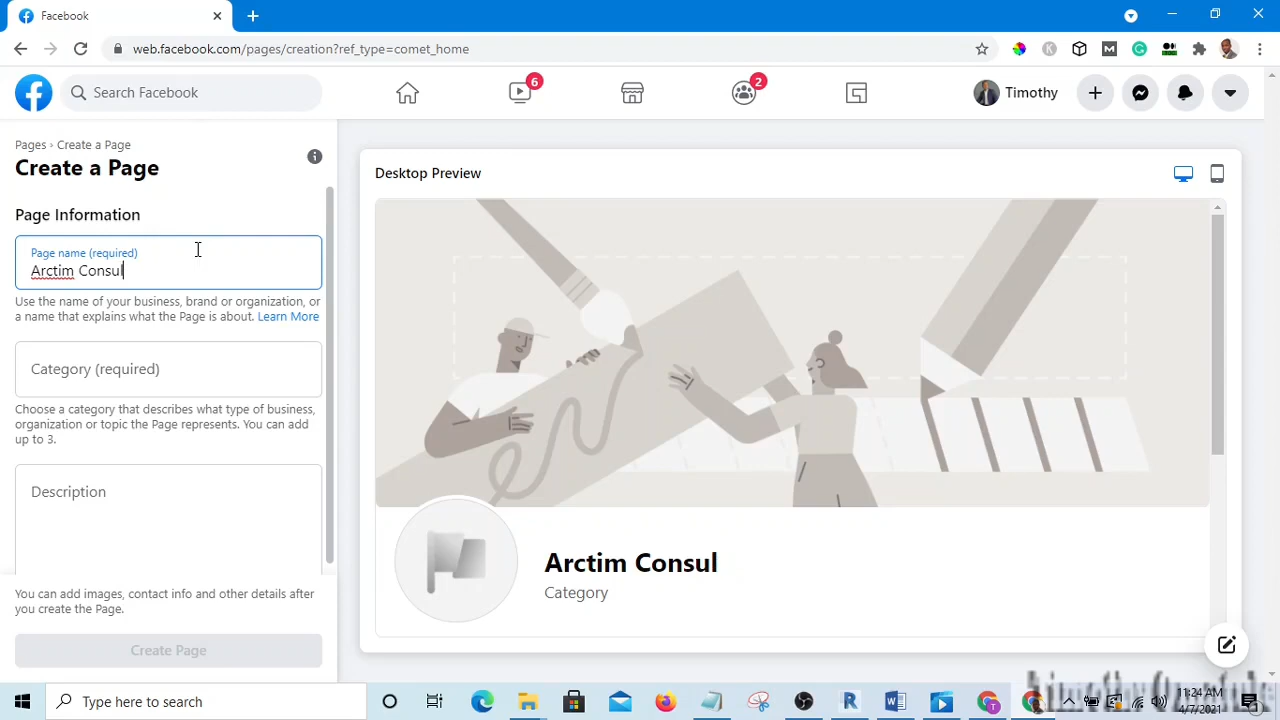 Facebook
web.facebook.com/pages/creation?ref_type=comet_home
Search Facebook
6
2
Timothy
Pages › Create a Page
Create a Page
Page Information
Page name (required)
Arctim Consul
Use the name of your business, brand or organization, or
a name that explains what the Page is about. Learn More
Category (required)
Choose a category that describes what type of business,
organization or topic the Page represents. You can add
up to 3.
Description
You can add images, contact info and other details after
you create the Page.
Create Page
Desktop Preview
Arctim Consul
Category
Type here to search
11:24 AM
4/7/2021